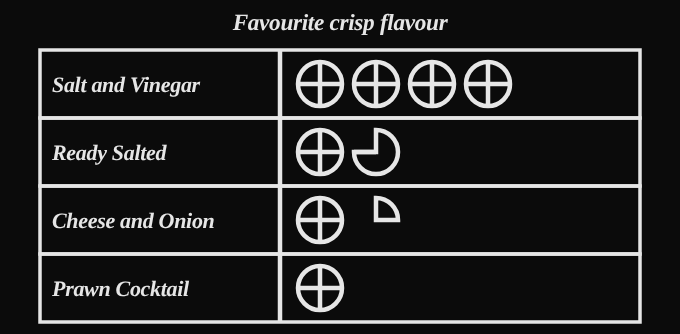 Favourite crisp flavour
Salt and Vinegar
Ready Salted
Cheese and Onion
Prawn Cocktail